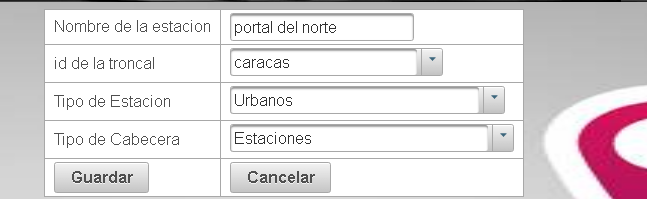 Nombre de la estacion portal del norte
id de la troncal caracas
Tipo de Estacion Urbanos
Tipo de Cabecera Estaciones
Guardar Cancelar